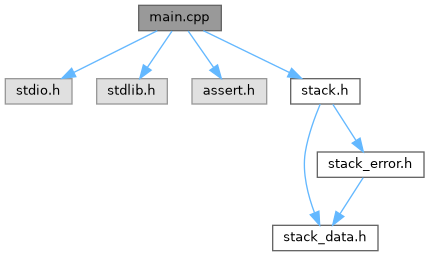 main.cpp
stdio.h
stdlib.h
assert.h
stack.h
stack_error.h
stack_data.h